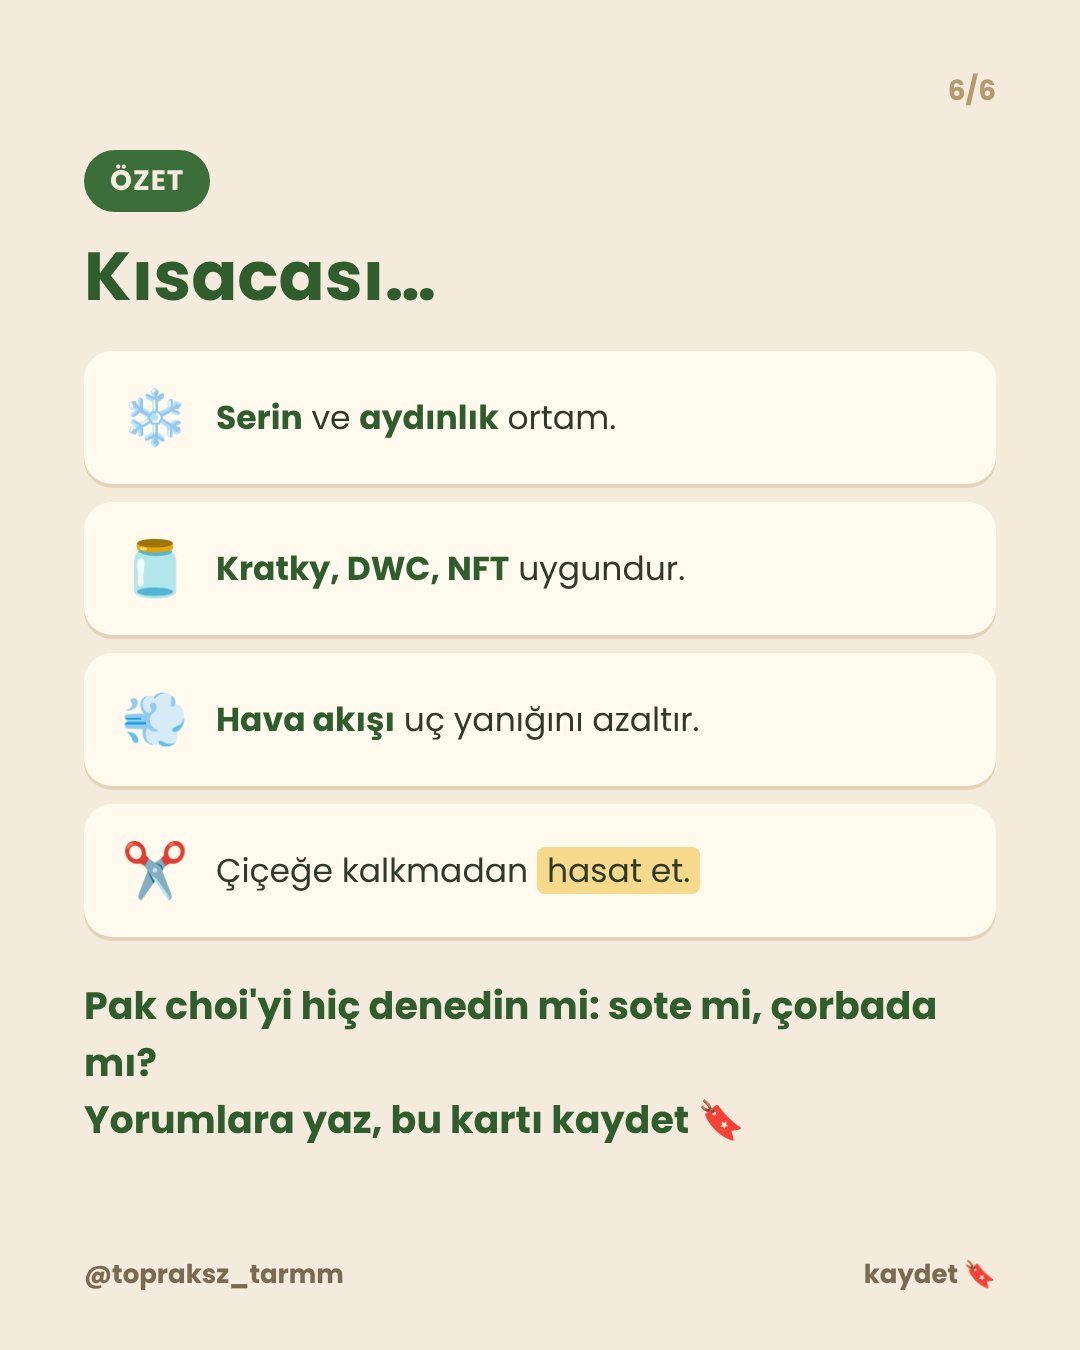 6/6
ÖZET
Kısacası...
Serin ve aydınlık ortam.
Kratky, DWC, NFT uygundur.
Hava akışı uç yanığını azaltır.
Çiçeğe kalkmadan hasat et.
Pak choi'yi hiç denedin mi: sote mi, çorbada
mı?
Yorumlara yaz, bu kartı kaydet 🔖
@topraksz_tarmm
kaydet 🔖